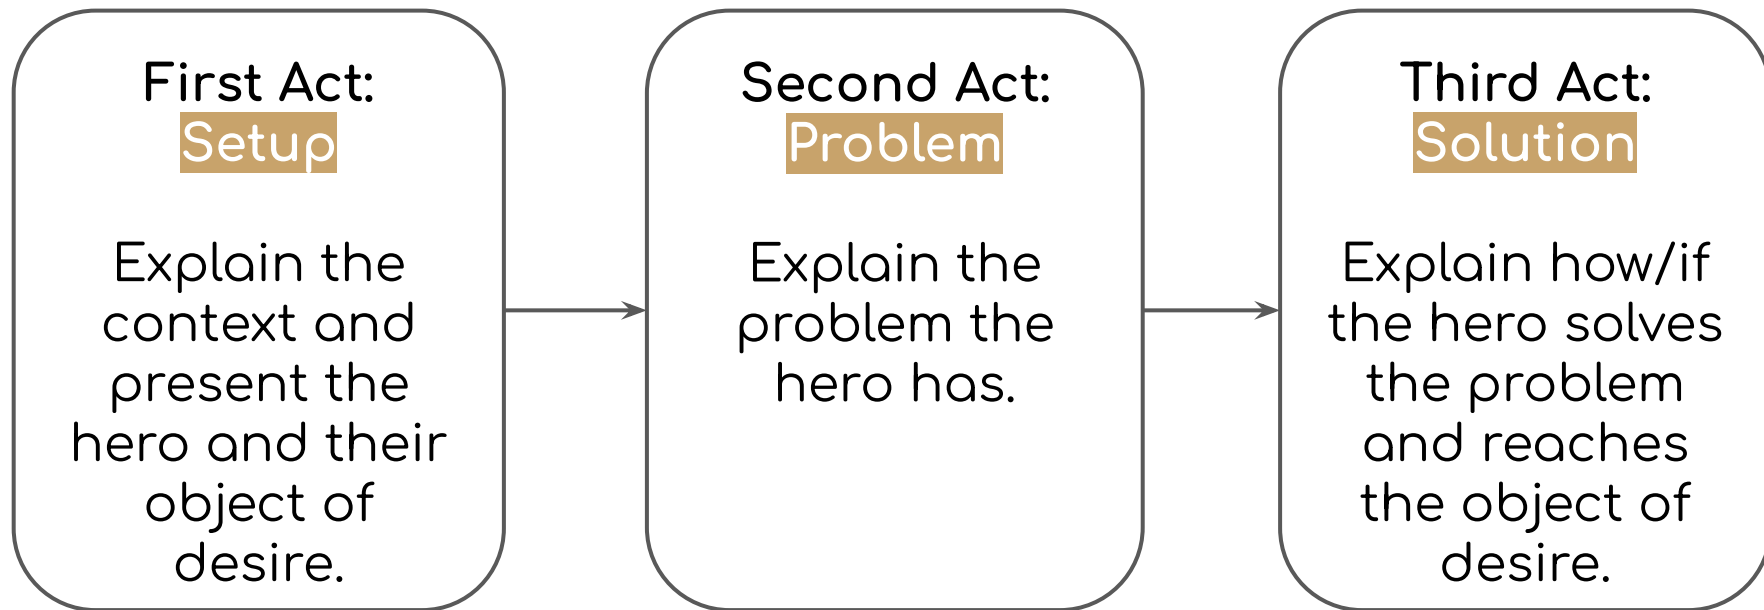 First Act:
Setup
Explain the
context and
present the
hero and their
object of
desire.
Second Act:
Problem
Explain the
problem the
hero has.
Third Act:
Solution
Explain how/if
the hero solves
the problem
and reaches
the object of
desire.